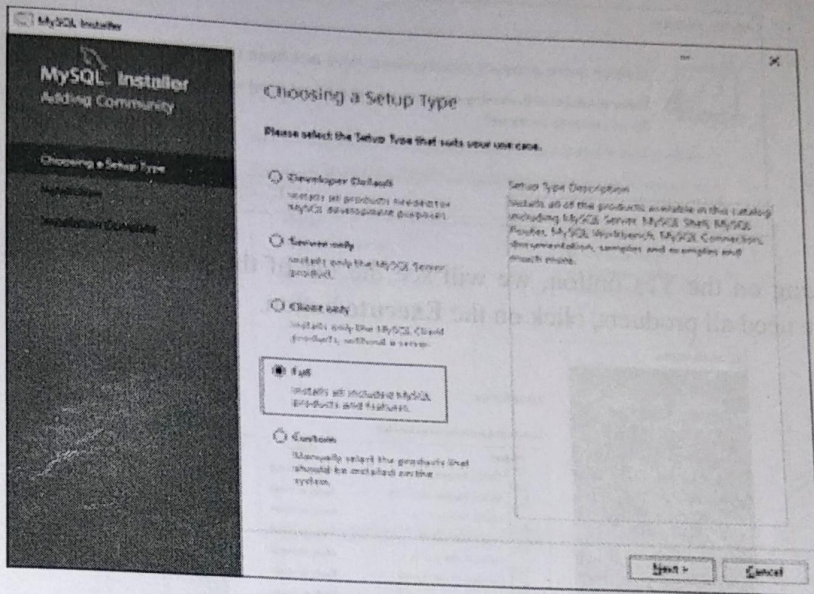 MySQL Installer
MySQL. Installer
Adding Community
Choosing a Setup Type
Installation
Installation Complete
Choosing a Setup Type
Please select the Setup Type that suits your use case.
Developer Default
Installs all products needed for
MySQL development purposes.
Server only
Installs only the MySQL Server
product.
Client only
Installs only the MySQL Client
products, without a server.
Full
Installs all included MySQL
products and features.
Custom
Manually select the products that
should be installed on the
system.
Setup Type Description
Installs all of the products available in this catalog
including MySQL Server, MySQL Shell, MySQL
Router, MySQL Workbench, MySQL Connectors,
documentation, samples and examples and
much more.
Next >
Cancel